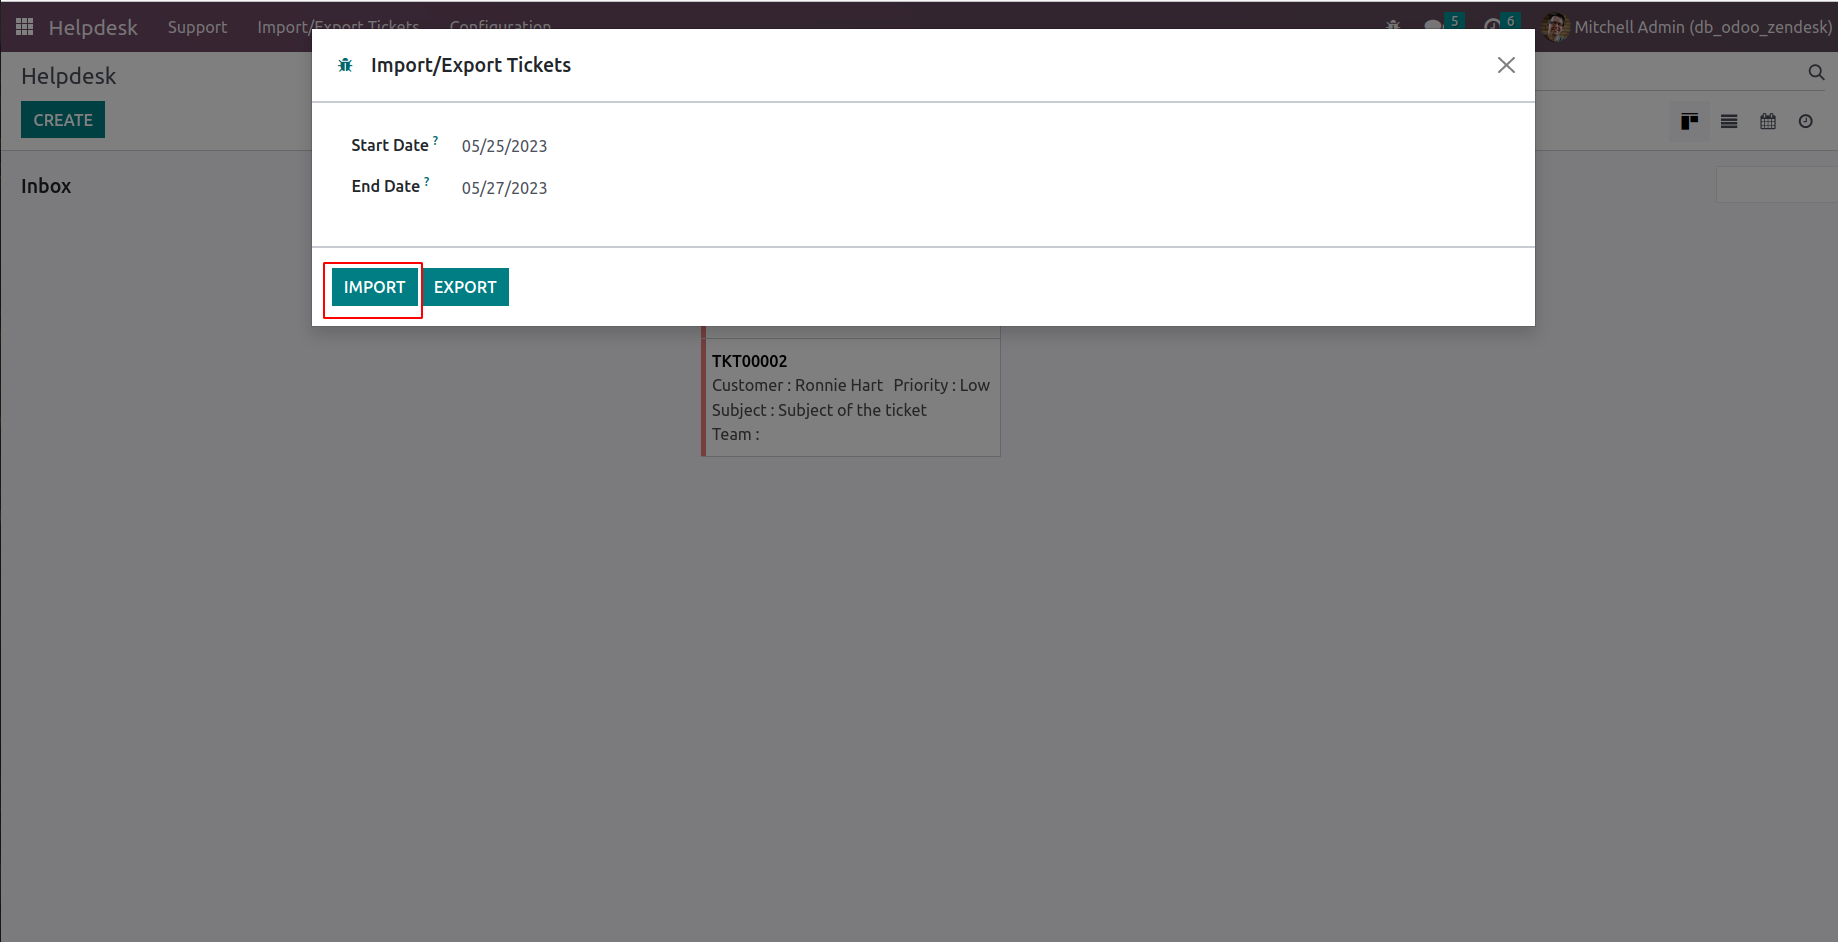 Helpdesk Support Import/Export Tickets Configuration 5 6 Mitchell Admin (db_odoo_zendesk)
Import/Export Tickets
Helpdesk
CREATE
Start Date ? 05/25/2023
End Date ? 05/27/2023
Inbox
IMPORT EXPORT
TKT00002
Customer : Ronnie Hart Priority : Low
Subject : Subject of the ticket
Team :